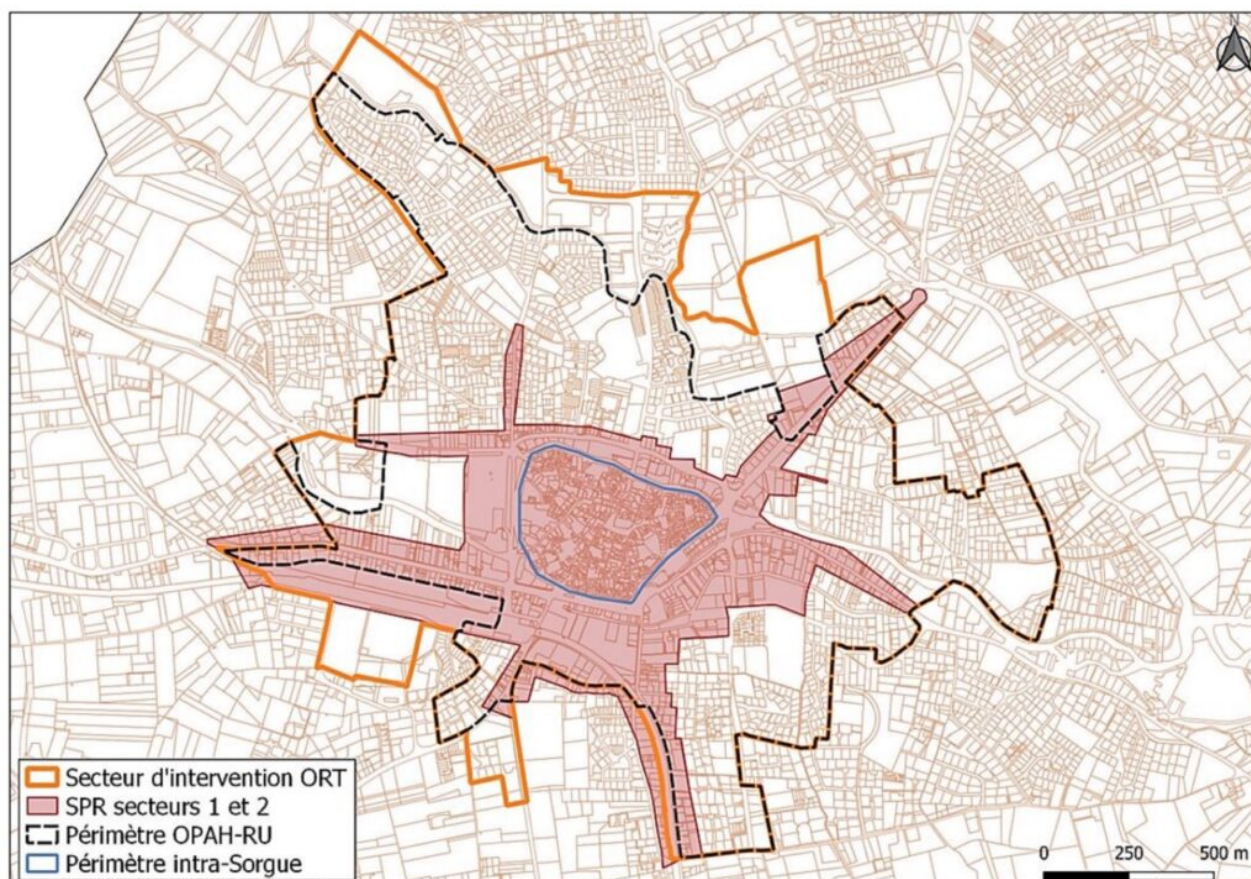 N
Secteur d'intervention ORT
SPR secteurs 1 et 2
Périmètre OPAH-RU
Périmètre intra-Sorgue
0 250 500 m